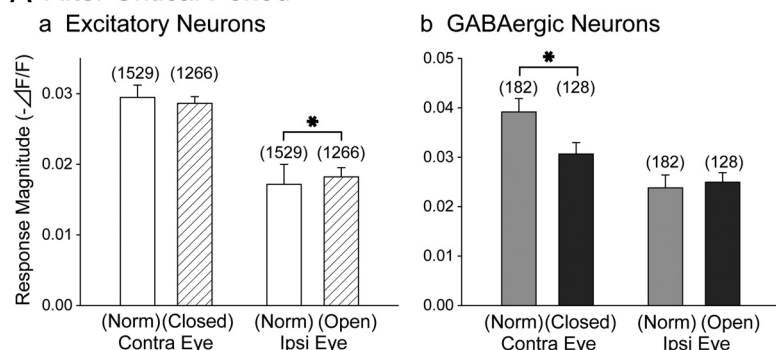 a Excitatory Neurons
Response Magnitude (-⊿F/F)
0.03
0.02
0.01
0.00
(1529) (1266)
*
(1529) (1266)
(Norm) (Closed)
Contra Eye
(Norm) (Open)
Ipsi Eye
b GABAergic Neurons
0.05
0.04
0.03
0.02
0.01
0.00
*
(182) (128)
(182) (128)
(Norm) (Closed)
Contra Eye
(Norm) (Open)
Ipsi Eye